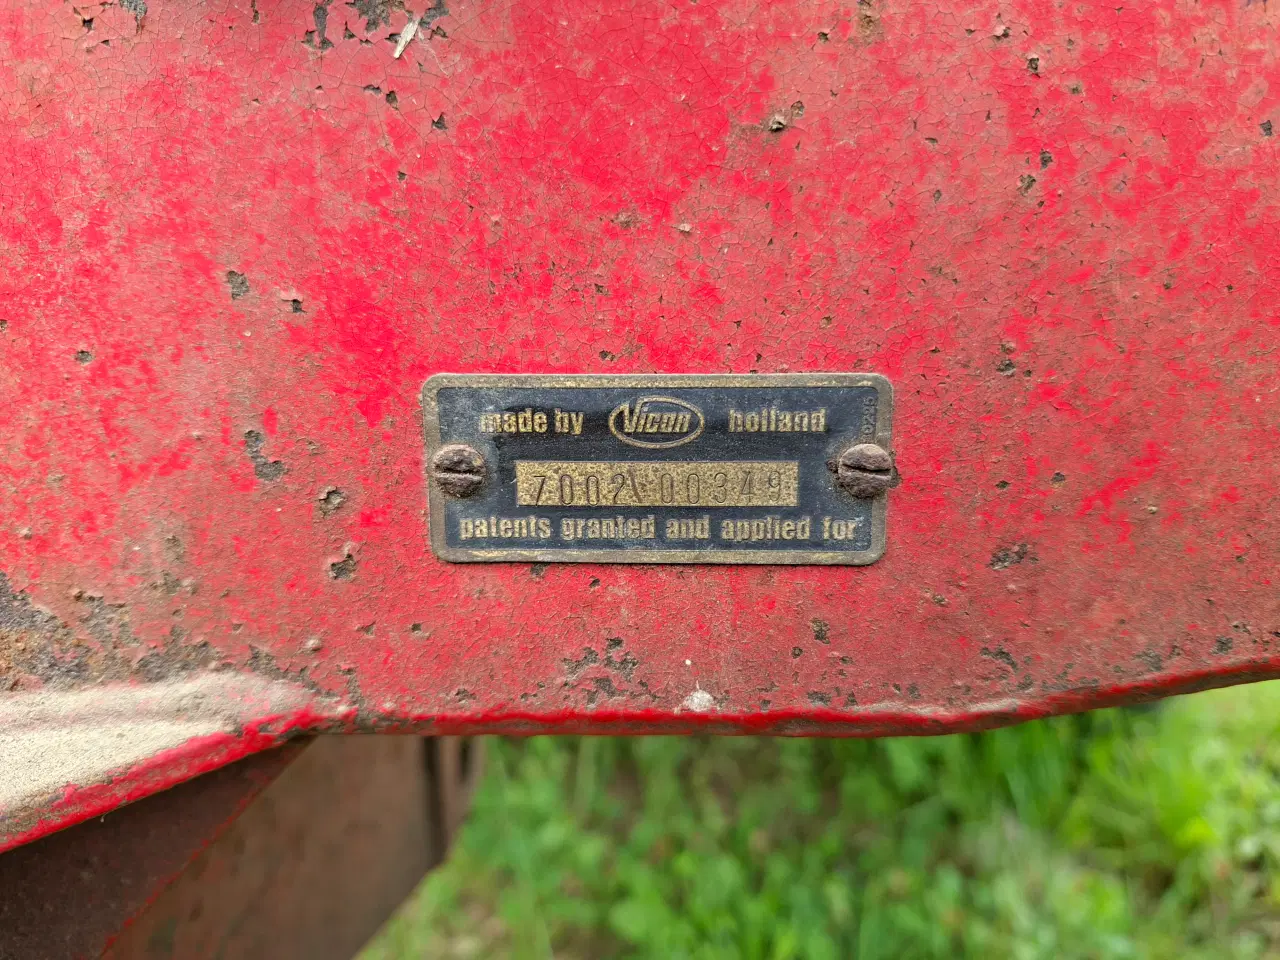 made by Vicon holland
7002\00349
patents granted and applied for